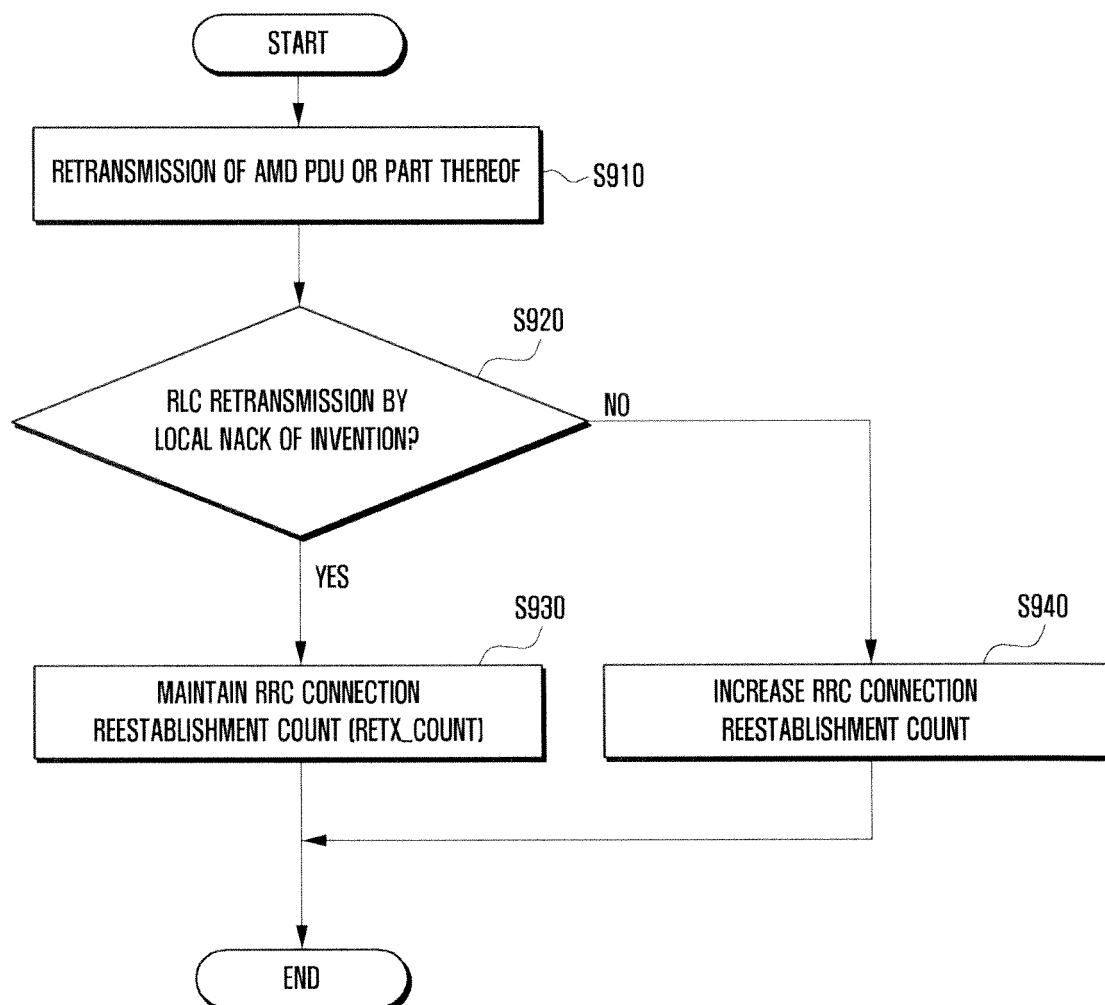 START
RETRANSMISSION OF AMD PDU OR PART THEREOF
S910
S920
RLC RETRANSMISSION BY
LOCAL NACK OF INVENTION?
NO
YES
S930
MAINTAIN RRC CONNECTION
REESTABLISHMENT COUNT (RETX_COUNT)
S940
INCREASE RRC CONNECTION
REESTABLISHMENT COUNT
END